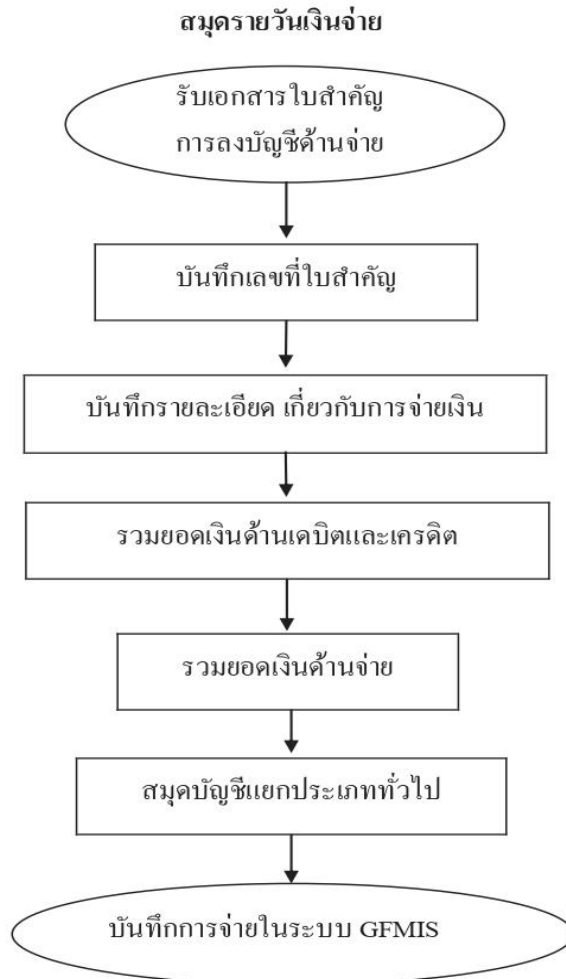 สมุดรายวันเงินจ่าย
รับเอกสารใบสำคัญ
การลงบัญชีด้านจ่าย
บันทึกเลขที่ใบสำคัญ
บันทึกรายละเอียด เกี่ยวกับการจ่ายเงิน
รวมยอดเงินด้านเดบิตและเครดิต
รวมยอดเงินด้านจ่าย
สมุดบัญชีแยกประเภททั่วไป
บันทึกการจ่ายในระบบ GFMIS